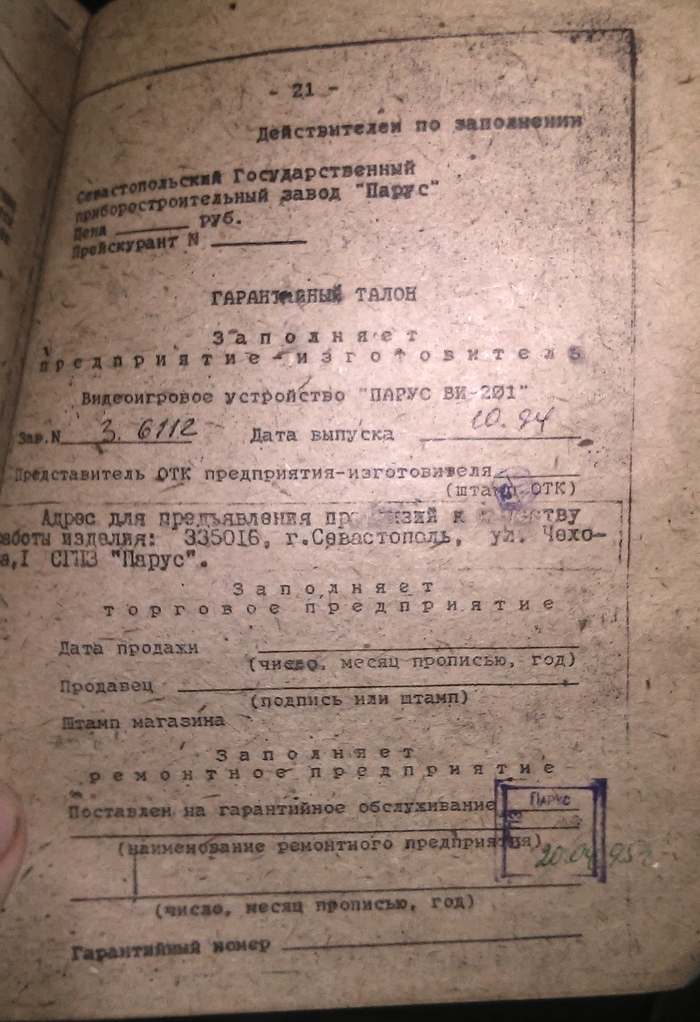 - 21 -
Действителен по заполнении
Севастопольский Государственный
приборостроительный завод "Парус"
Цена ______ руб.
Прейскурант N ________
ГАРАНТИЙНЫЙ ТАЛОН
Заполняет
предприятие-изготовитель
Видеоигровое устройство "ПАРУС ВИ-201"
Зав.N 3. 6112 Дата выпуска 10. 94
Представитель ОТК предприятия-изготовителя
(штамп ОТК)
Адрес для предъявления к качеству
работы изделия: 335016, г.Севастополь, ул. Чехо-
ва,1 СГПЗ "Парус".
Заполняет
торговое предприятие
Дата продажи
(число, месяц прописью, год)
Продавец
(подпись или штамп)
Штамп магазина
Заполняет
ремонтное предприятие
Поставлен на гарантийное обслуживание
ПАРУС
(наименование ремонтного предприятия)
20.04.95г
(число, месяц прописью, год)
Гарантийный номер